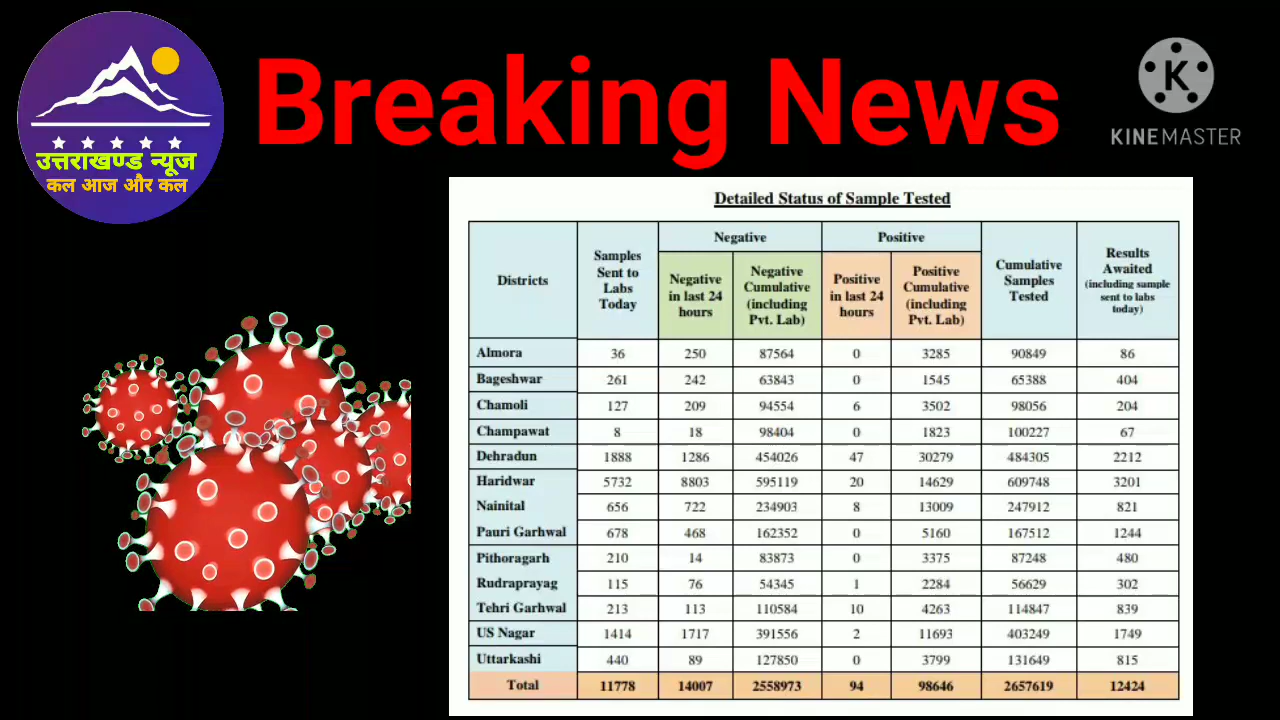 Breaking News
K
KINEMASTER
उत्तराखण्ड न्यूज
कल आज और कल
Detailed Status of Sample Tested
Districts
Samples
Sent to
Labs
Today
Negative
Negative
in last 24
hours
Negative
Cumulative
(including
Pvt. Lab)
Positive
Positive
in last 24
hours
Positive
Cumulative
(including
Pvt. Lab)
Cumulative
Samples
Tested
Results
Awaited
(including sample
sent to labs
today)
Almora 36 250 87564 0 3285 90849 86
Bageshwar 261 242 63843 0 1545 65388 404
Chamoli 127 209 94554 6 3502 98056 204
Champawat 8 18 98404 0 1823 100227 67
Dehradun 1888 1286 454026 47 30279 484305 2212
Haridwar 5732 8803 595119 20 14629 609748 3201
Nainital 656 722 234903 8 13009 247912 821
Pauri Garhwal 678 468 162352 0 5160 167512 1244
Pithoragarh 210 14 83873 0 3375 87248 480
Rudraprayag 115 76 54345 1 2284 56629 302
Tehri Garhwal 213 113 110584 10 4263 114847 839
US Nagar 1414 1717 391556 2 11693 403249 1749
Uttarkashi 440 89 127850 0 3799 131649 815
Total 11778 14007 2558973 94 98646 2657619 12424